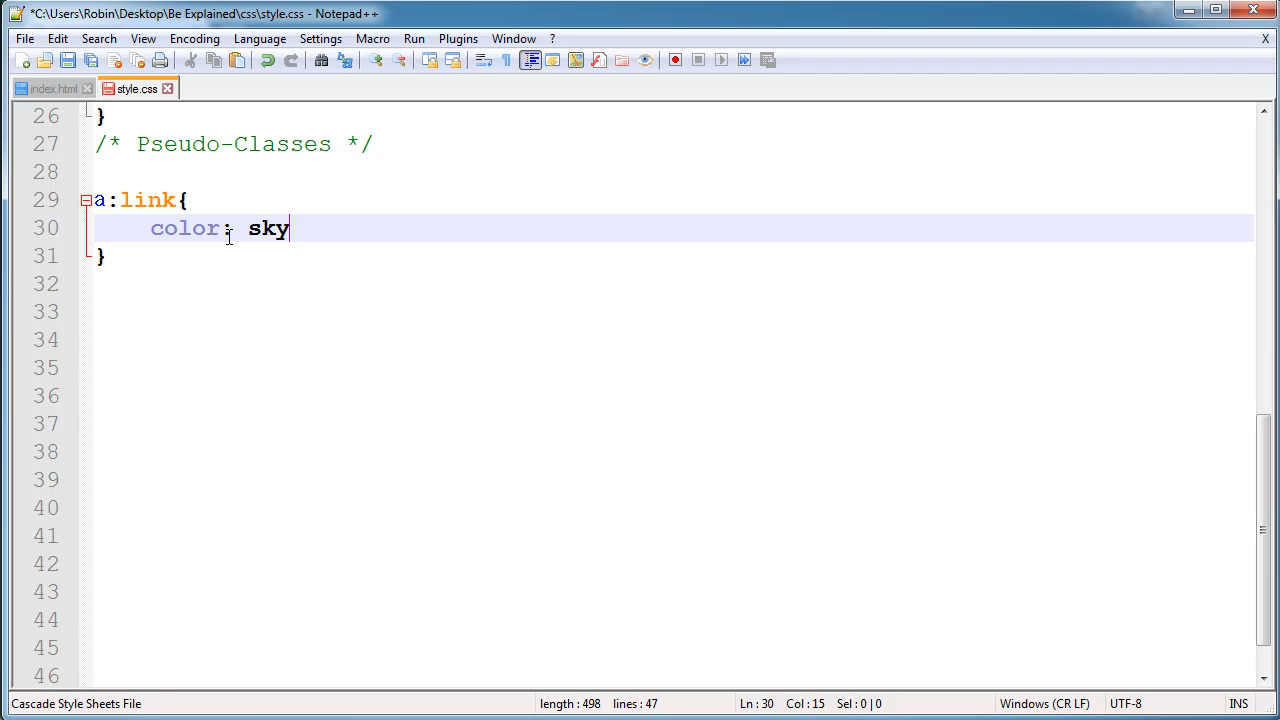 *C:\Users\Robin\Desktop\Be Explained\css\style.css - Notepad++
File Edit Search View Encoding Language Settings Macro Run Plugins Window ? X
index.html style.css
26 }
27 /* Pseudo-Classes */
28
29 a:link{
30 color: sky
31 }
32
33
34
35
36
37
38
39
40
41
42
43
44
45
46
Cascade Style Sheets File length : 498 lines : 47 Ln : 30 Col : 15 Sel : 0 | 0 Windows (CR LF) UTF-8 INS